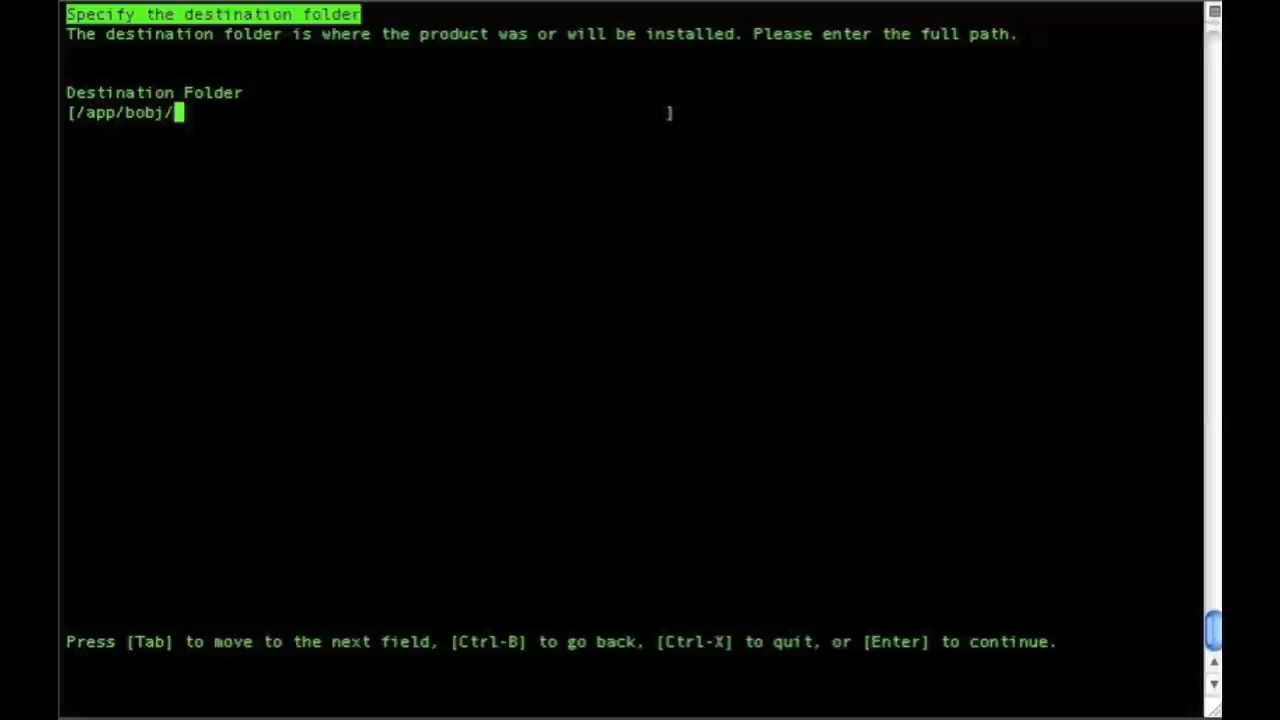 Specify the destination folder
The destination folder is where the product was or will be installed. Please enter the full path.
Destination Folder
[/app/bobj/ ]
Press [Tab] to move to the next field, [Ctrl-B] to go back, [Ctrl-X] to quit, or [Enter] to continue.